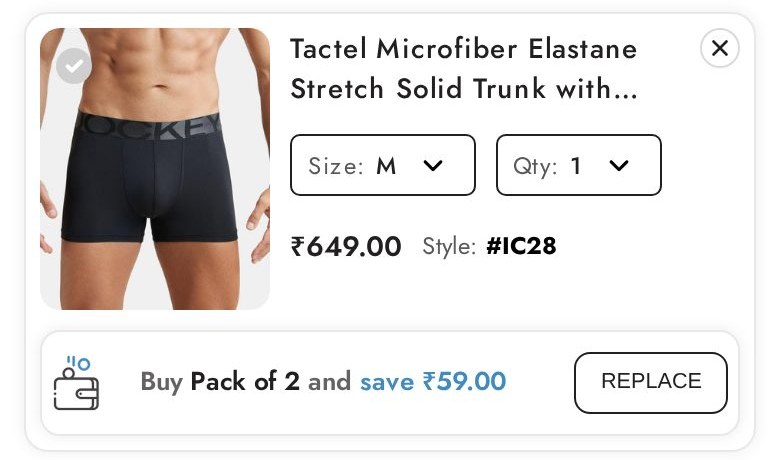 Tactel Microfiber Elastane
Stretch Solid Trunk with...
JOCKEY
Size: M
Qty: 1
₹649.00 Style: #IC28
Buy Pack of 2 and save ₹59.00
REPLACE